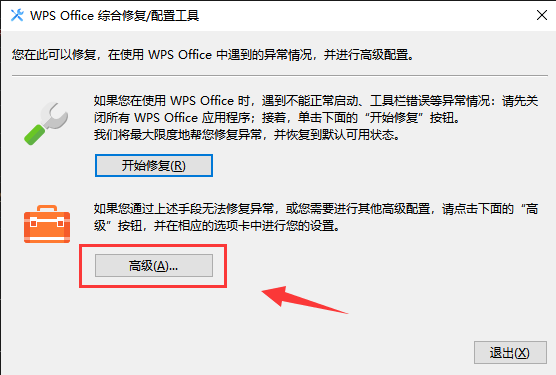 WPS Office 综合修复/配置工具
您在此可以修复，在使用 WPS Office 中遇到的异常情况，并进行高级配置。
如果您在使用 WPS Office 时，遇到不能正常启动、工具栏错误等异常情况：请先关
闭所有 WPS Office 应用程序；接着，单击下面的“开始修复”按钮。
我们将最大限度地帮您修复异常，并恢复到默认可用状态。
开始修复(R)
如果您通过上述手段无法修复异常，或您需要进行其他高级配置，请点击下面的“高
级”按钮，并在相应的选项卡中进行您的设置。
高级(A)...
退出(X)